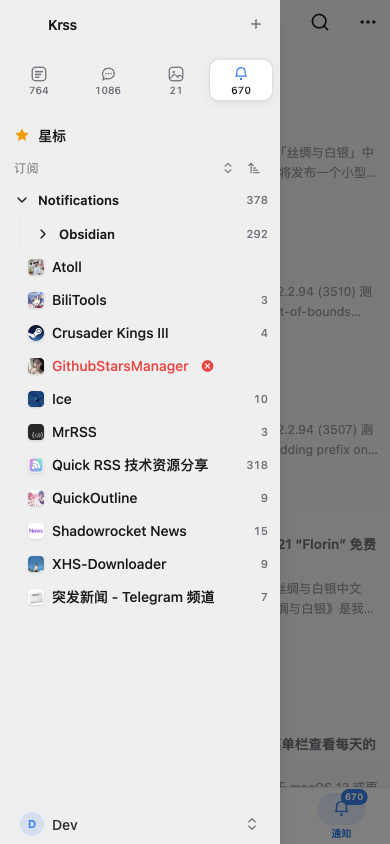 Krss
764
1086
21
670
星标
订阅
Notifications 378
Obsidian 292
Atoll
BiliTools 3
Crusader Kings III 4
GithubStarsManager
Ice 10
MrRSS 3
Quick RSS 技术资源分享 318
QuickOutline 9
News
Shadowrocket News 15
XHS-Downloader 9
突发新闻 - Telegram 频道 7
D
Dev
「丝绸与白银」中
将发布一个小型...
2.2.94 (3510) 测
t-of-bounds...
2.2.94 (3507) 测
dding prefix on...
21 “Florin” 免费
丝绸与白银中文
绸与白银》是我...
单栏查看每天的
670
通知